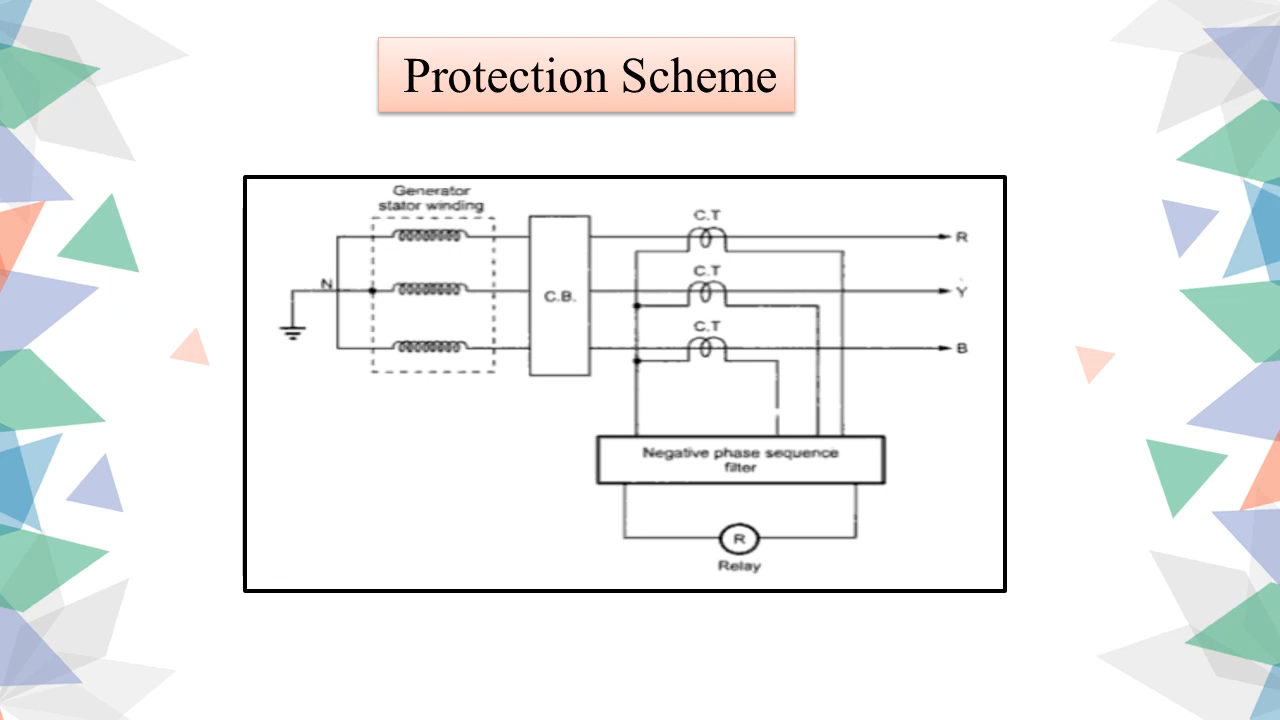 Protection Scheme
Generator
stator winding
C.T
R
C.T
N
Y
C.B.
C.T
B
Negative phase sequence
filter
R
Relay